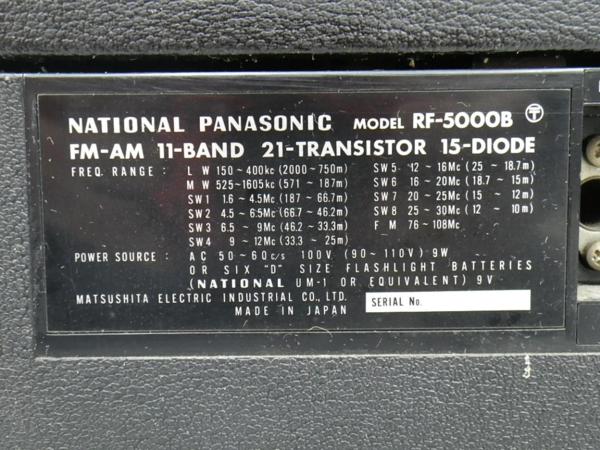 NATIONAL PANASONIC MODEL RF-5000B
FM-AM 11-BAND 21-TRANSISTOR 15-DIODE
FREQ. RANGE: L W 150~400kc (2000~750m) SW5 12~16Mc (25~18.7m)
M W 525~1605kc (571~187m) SW6 16~20Mc (18.7~15m)
SW1 1.6~4.5Mc (187~66.7m) SW7 20~25Mc (15~12m)
SW2 4.5~6.5Mc (66.7~46.2m) SW8 25~30Mc (12~10m)
SW3 6.5~9Mc (46.2~33.3m) F M 76~108Mc
SW4 9~12Mc (33.3~25m)
POWER SOURCE: AC 50~60c/s 100V (90~110V) 9W
OR SIX "D" SIZE FLASHLIGHT BATTERIES
(NATIONAL UM-1 OR EQUIVALENT) 9V
MATSUSHITA ELECTRIC INDUSTRIAL CO., LTD.
MADE IN JAPAN
SERIAL No.